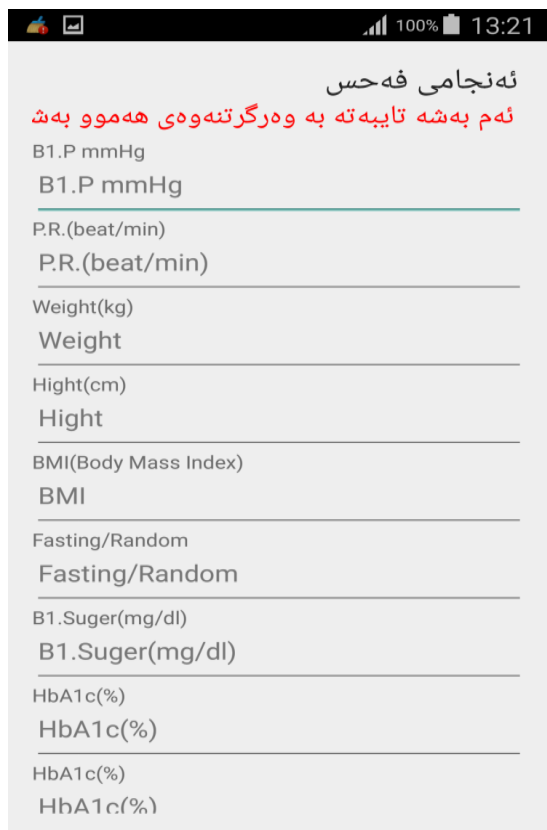 100% 13:21
ئەنجامی فەحس
ئەم بەشە تایبەتە بە وەرگرتنەوەی هەموو بەش
B1.P mmHg
B1.P mmHg
P.R.(beat/min)
P.R.(beat/min)
Weight(kg)
Weight
Hight(cm)
Hight
BMI(Body Mass Index)
BMI
Fasting/Random
Fasting/Random
B1.Suger(mg/dl)
B1.Suger(mg/dl)
HbA1c(%)
HbA1c(%)
HbA1c(%)
HbA1c(%)